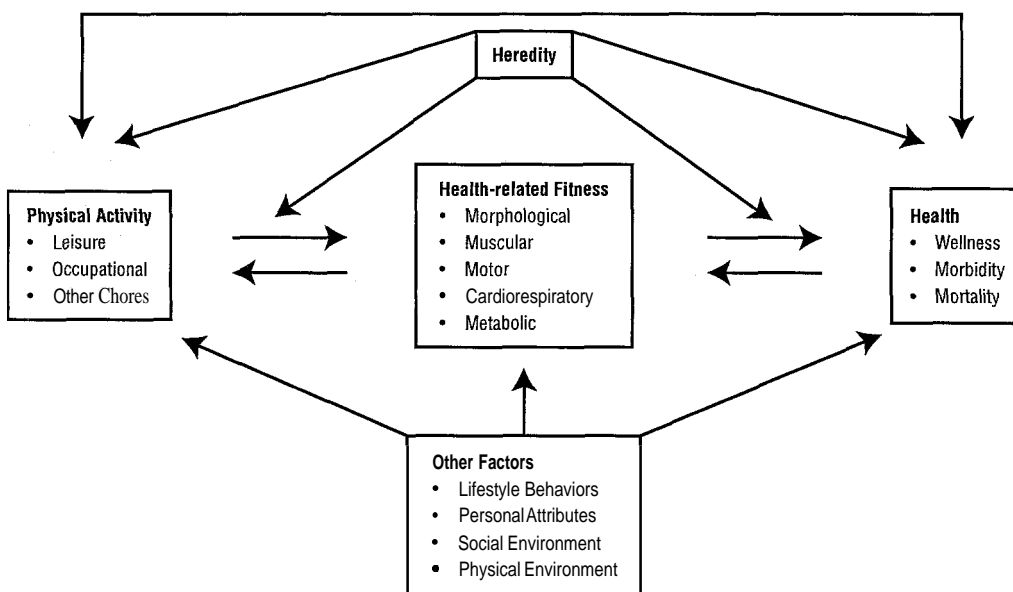 Heredity
Physical Activity
• Leisure
• Occupational
• Other Chores
Health-related Fitness
• Morphological
• Muscular
• Motor
• Cardiorespiratory
• Metabolic
Health
• Wellness
• Morbidity
• Mortality
Other Factors
• Lifestyle Behaviors
• Personal Attributes
• Social Environment
• Physical Environment